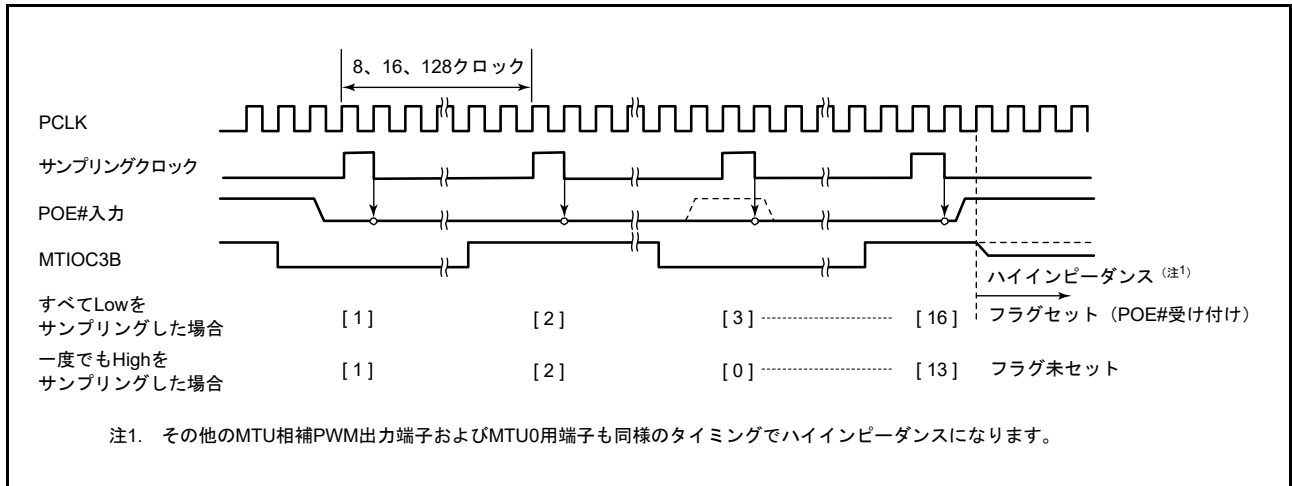 8、16、128クロック
PCLK
サンプリングクロック
POE#入力
MTIOC3B
ハイインピーダンス（注1）
すべてLowを
サンプリングした場合
[ 1 ]
[ 2 ]
[ 3 ]
[ 16 ]
フラグセット（POE#受け付け）
一度でもHighを
サンプリングした場合
[ 1 ]
[ 2 ]
[ 0 ]
[ 13 ]
フラグ未セット
注1. その他のMTU相補PWM出力端子およびMTU0用端子も同様のタイミングでハイインピーダンスになります。